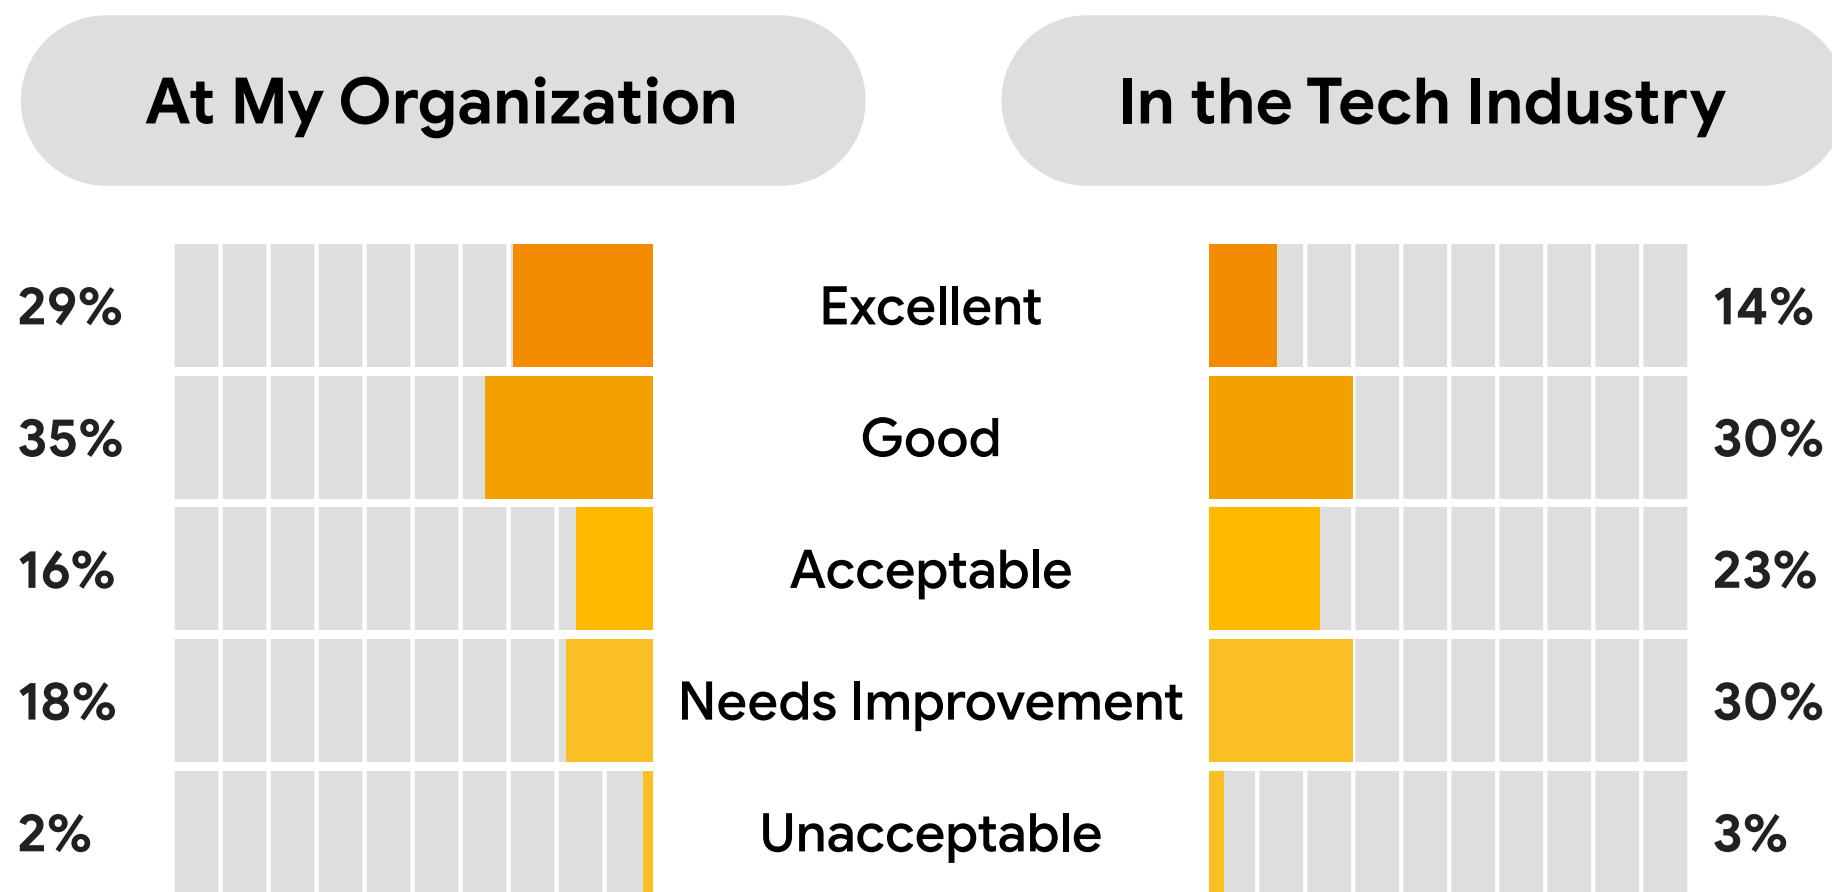 At My Organization
In the Tech Industry
29%
Excellent
14%
35%
Good
30%
16%
Acceptable
23%
18%
Needs Improvement
30%
2%
Unacceptable
3%